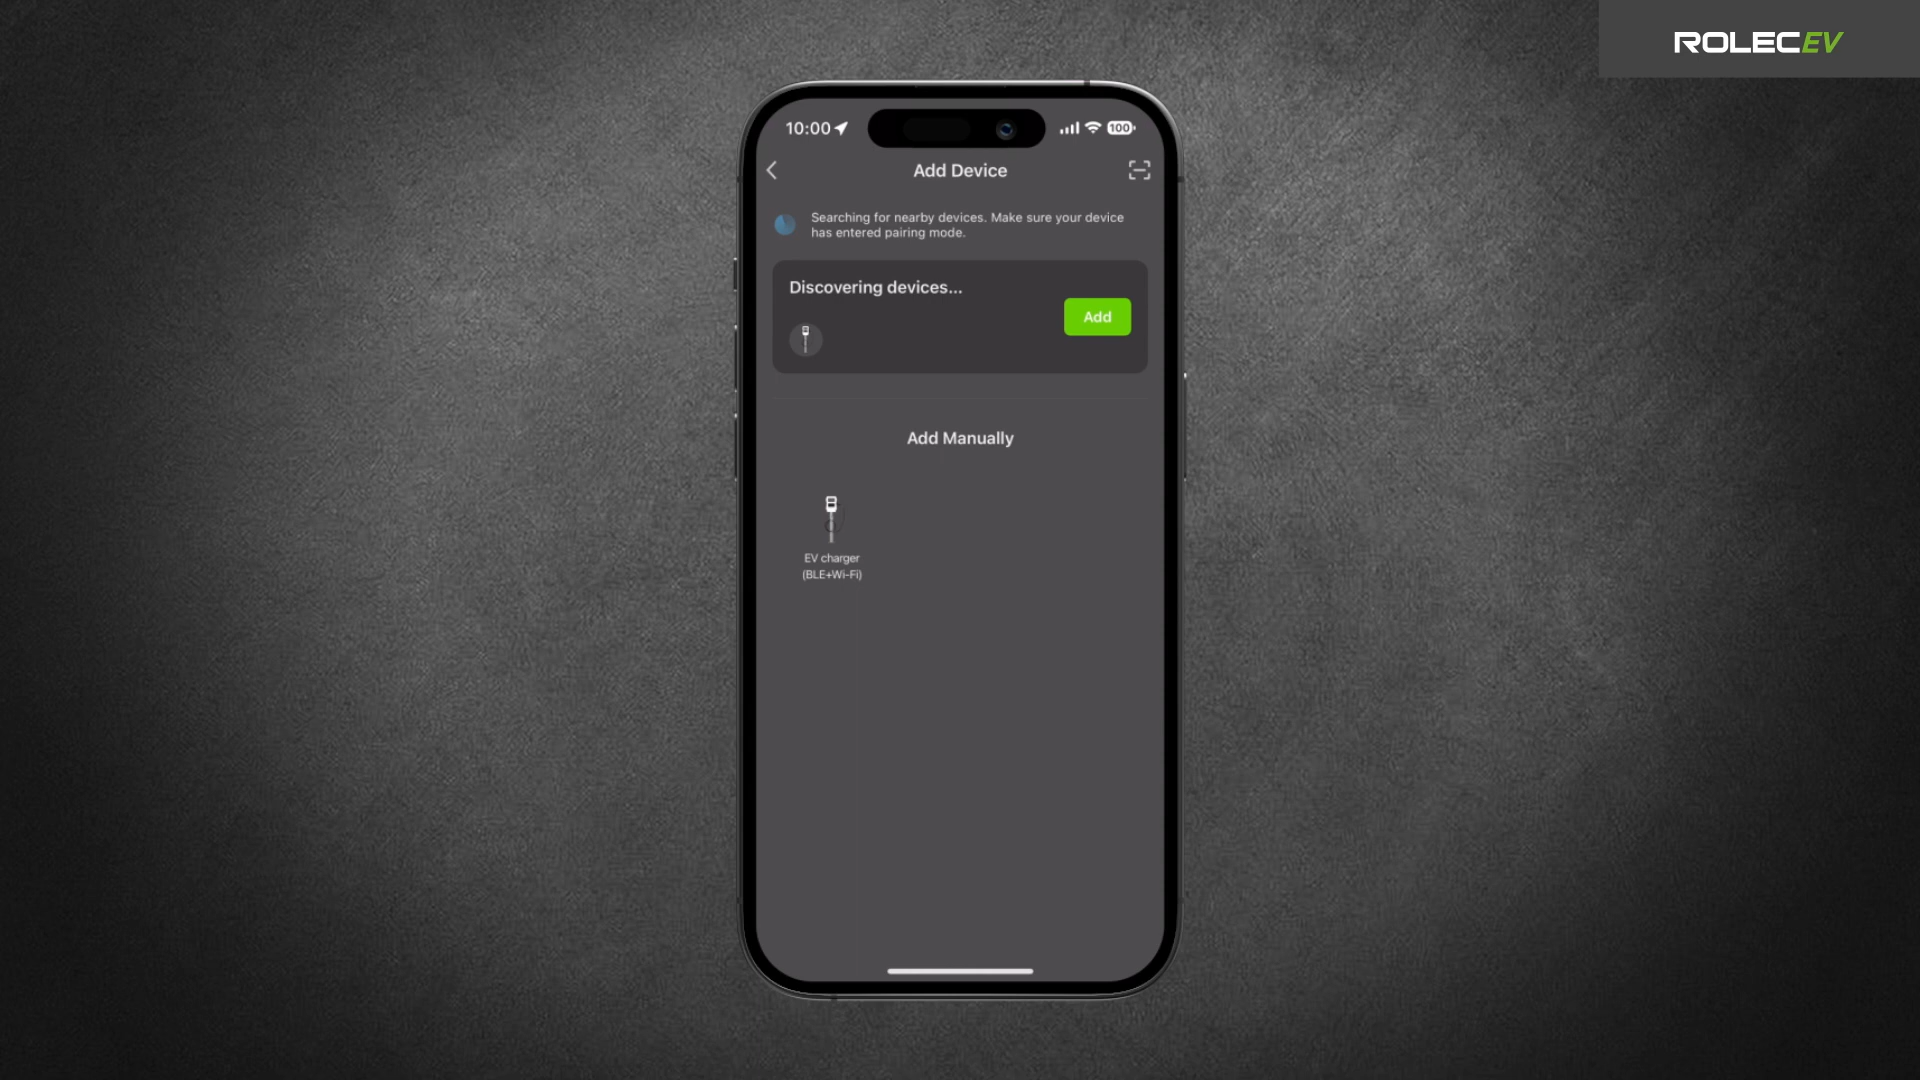 ROLECEV
10:00
100
Add Device
Searching for nearby devices. Make sure your device
has entered pairing mode.
Discovering devices...
Add
Add Manually
EV charger
(BLE+Wi-Fi)